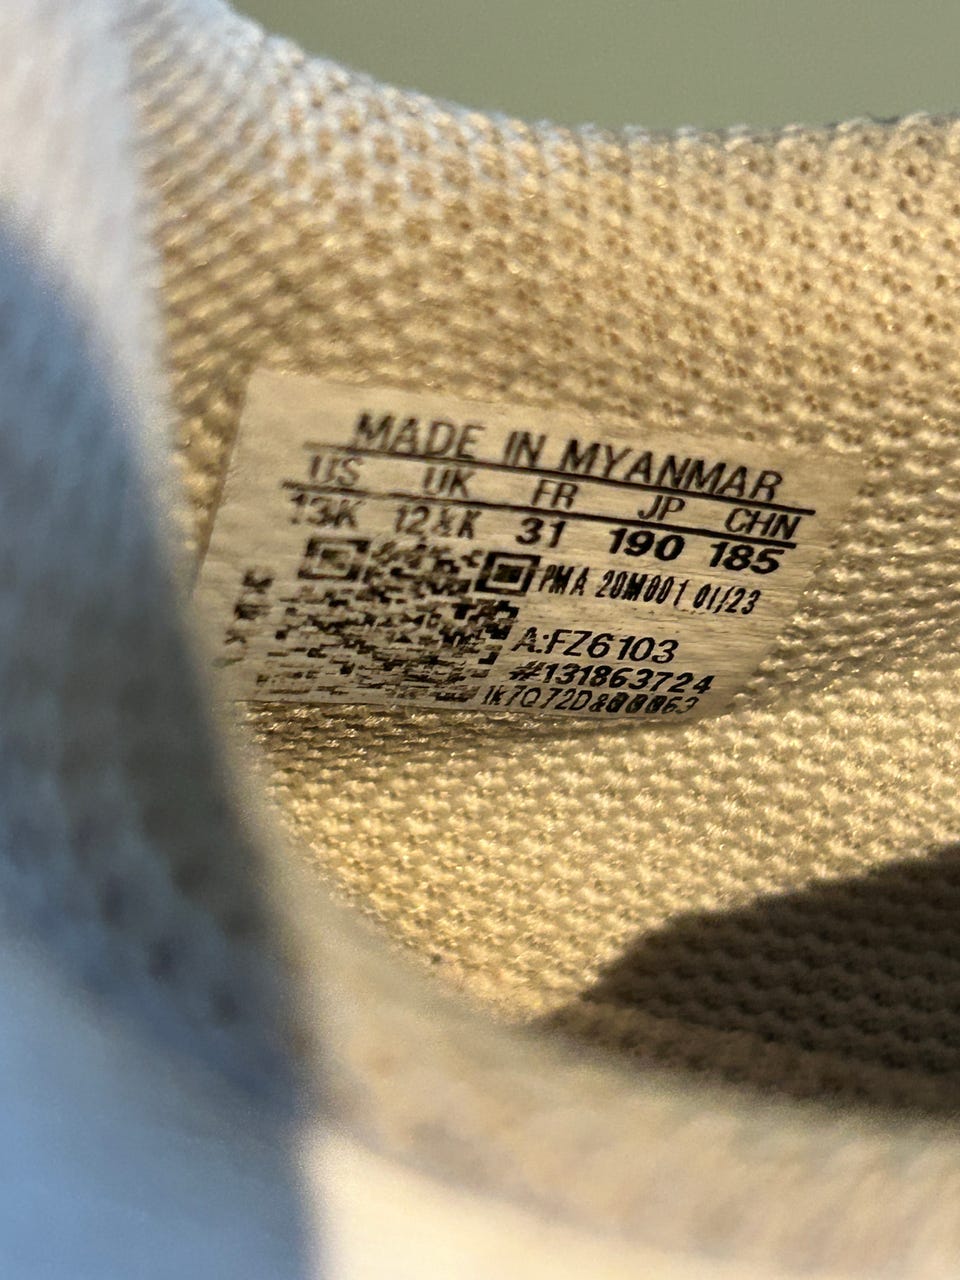 MADE IN MYANMAR
US UK FR JP CHN
13K 12½K 31 190 185
PMA 20M001 01/23
A:FZ6103
#131863724